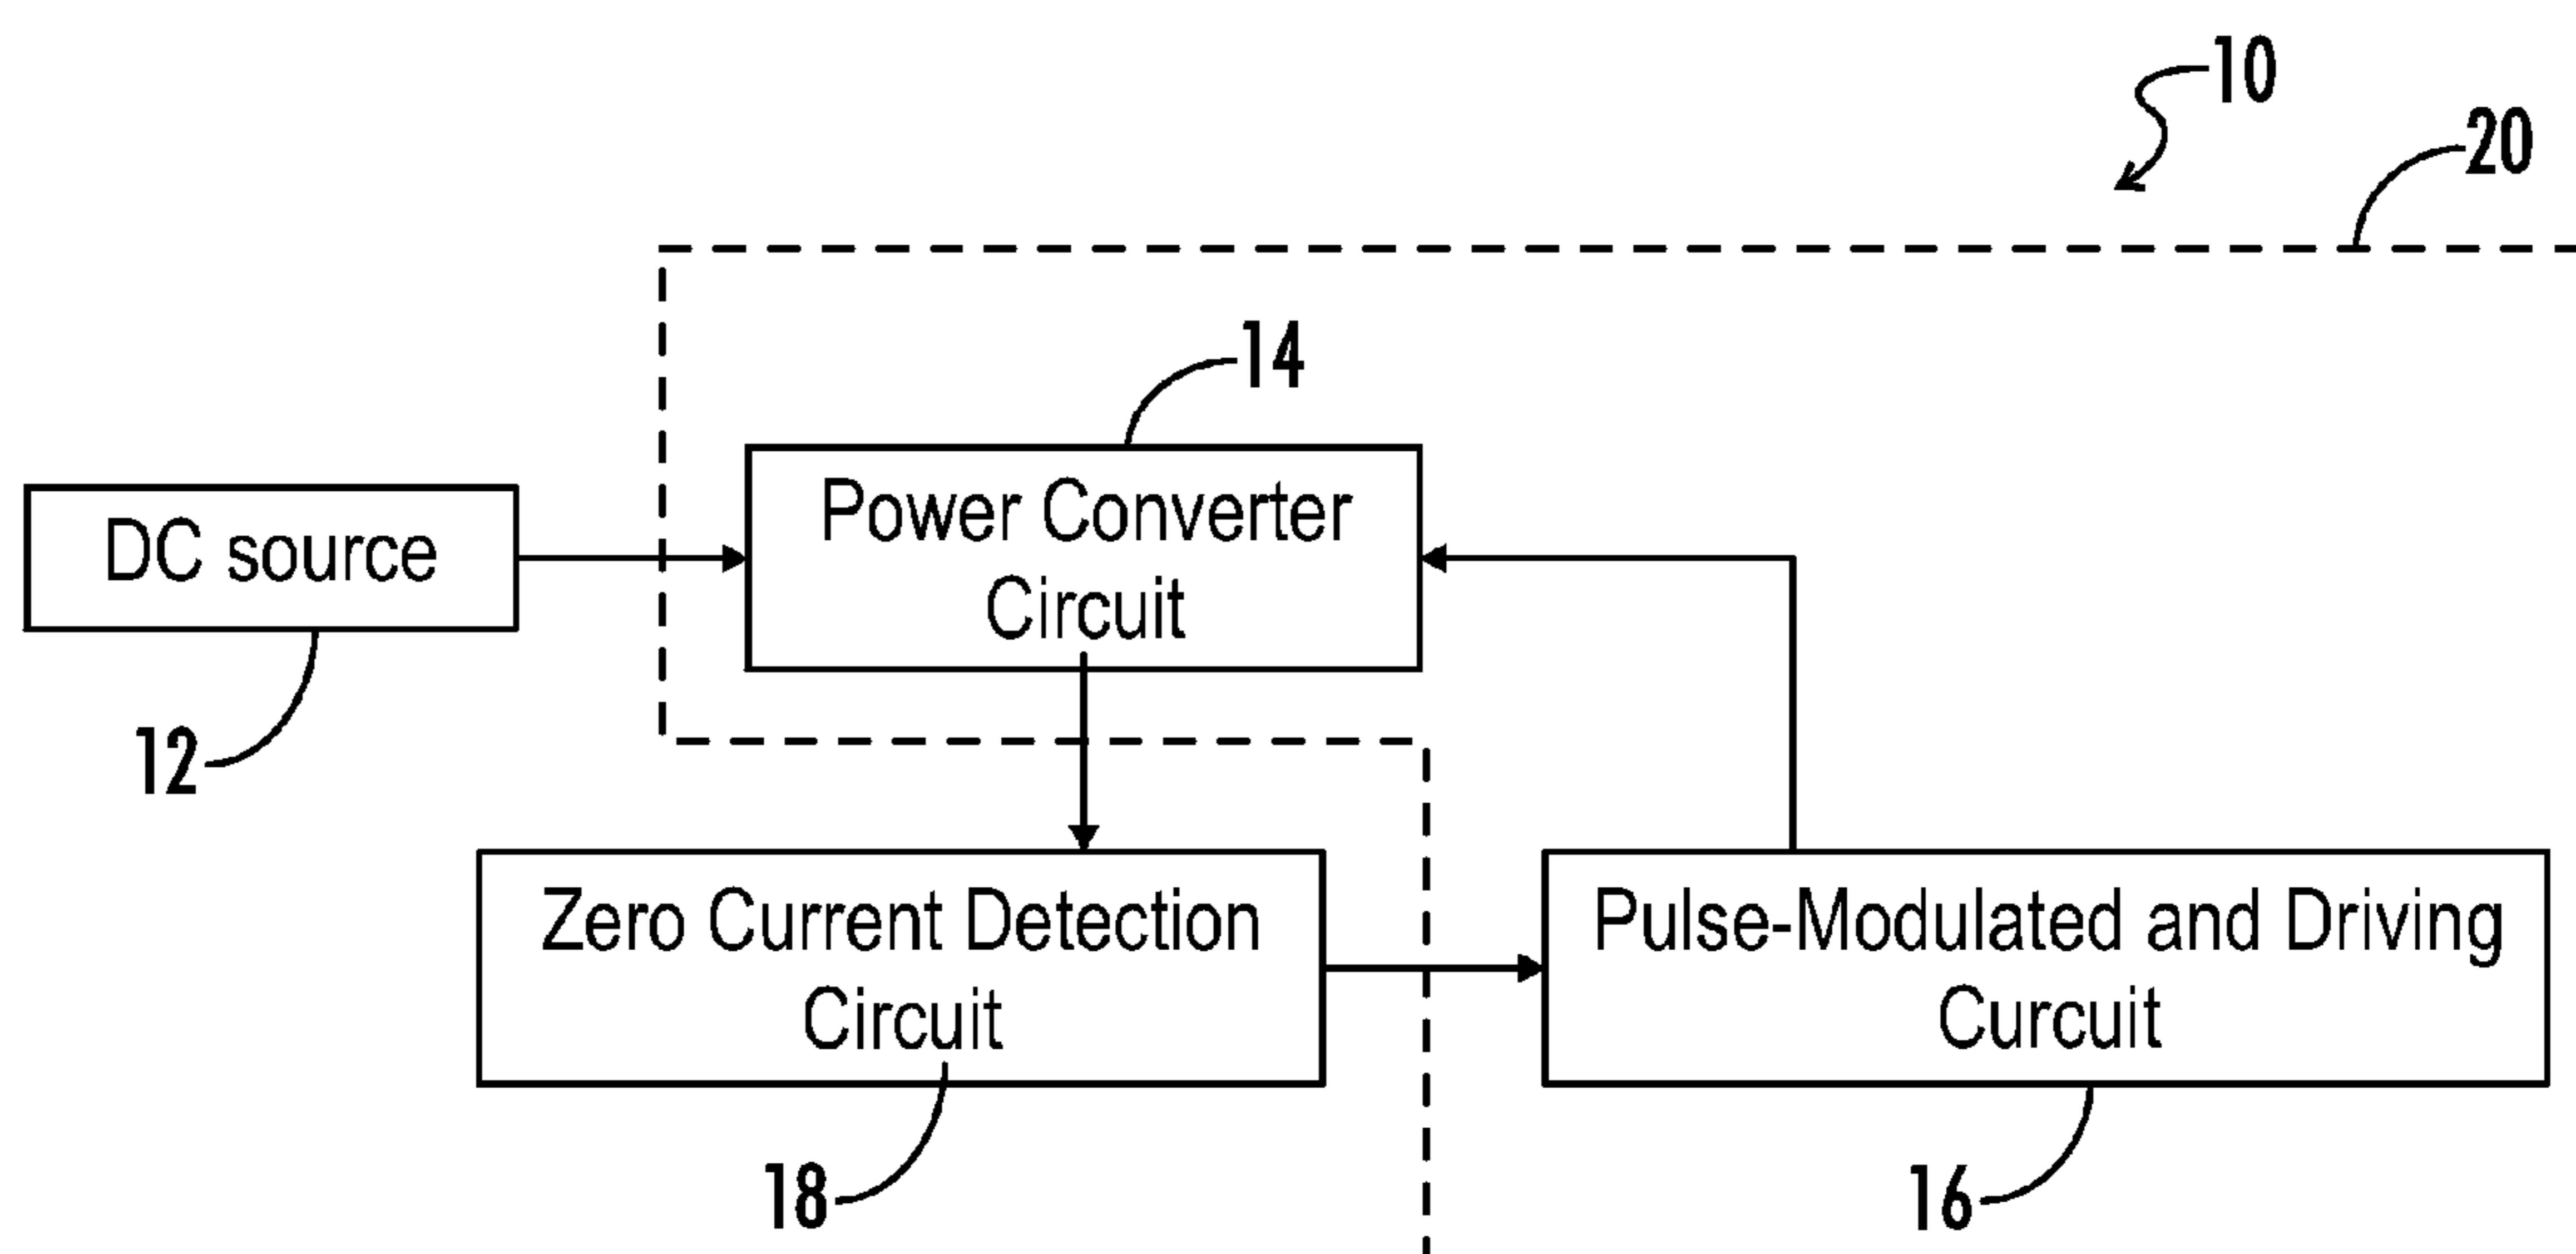 10
20
14
DC source
Power Converter
Circuit
12
Zero Current Detection
Circuit
Pulse-Modulated and Driving
Curcuit
18
16